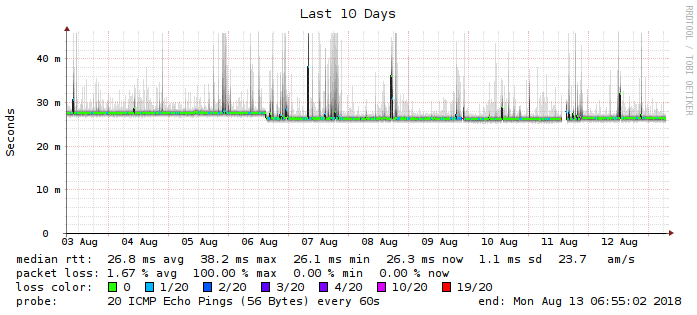 Last 10 Days
RRDTOOL / TOBI OETIKER
Seconds
40 m
30 m
20 m
10 m
0
03 Aug 04 Aug 05 Aug 06 Aug 07 Aug 08 Aug 09 Aug 10 Aug 11 Aug 12 Aug
median rtt: 26.8 ms avg 38.2 ms max 26.1 ms min 26.3 ms now 1.1 ms sd 23.7 am/s
packet loss: 1.67 % avg 100.00 % max 0.00 % min 0.00 % now
loss color: 0 1/20 2/20 3/20 4/20 10/20 19/20
probe: 20 ICMP Echo Pings (56 Bytes) every 60s end: Mon Aug 13 06:55:02 2018